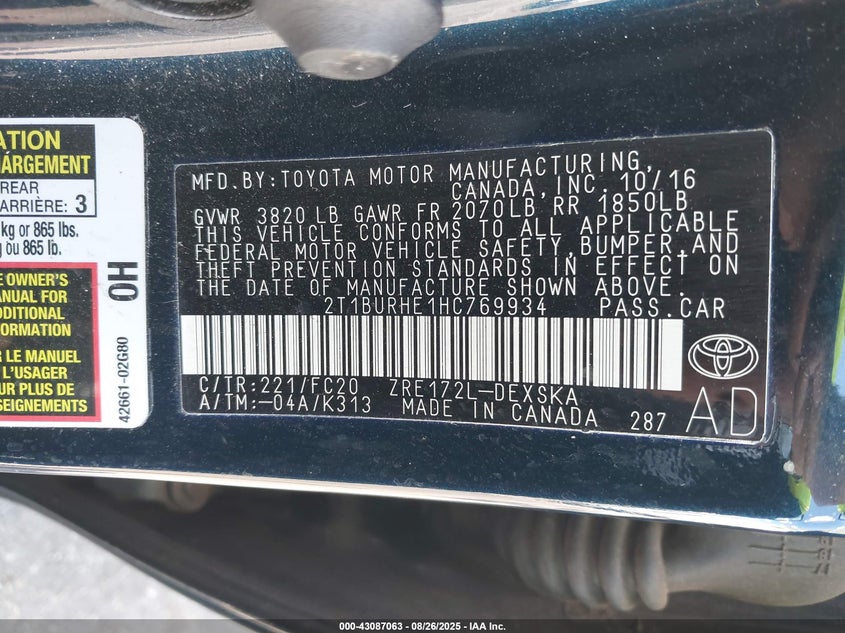 ATION
HÁRGEMENT
REAR
ARRIÈRE: 3
kg or 865 lbs.
g ou 865 lb.
E OWNER'S
ANUAL FOR
DDITIONAL
FORMATION
R LE MANUEL
L'USAGER
UR PLUS DE
SEIGNEMENTS
OH
42661-02G80
MFD.BY:TOYOTA MOTOR MANUFACTURING,
CANADA,INC. 10/16
GVWR 3820 LB GAWR FR 2070LB RR 1850LB
THIS VEHICLE CONFORMS TO ALL APPLICABLE
FEDERAL MOTOR VEHICLE SAFETY,BUMPER,AND
THEFT PREVENTION STANDARDS IN EFFECT ON
THE DATE OF MANUFACTURE SHOWN ABOVE.
2T1BURHE1HC769934 PASS.CAR
C/TR:221/FC20 ZRE172L-DEXSKA
A/TM:-04A/K313 MADE IN CANADA 287
AD
000-43087063 - 08/26/2025 - IAA Inc.